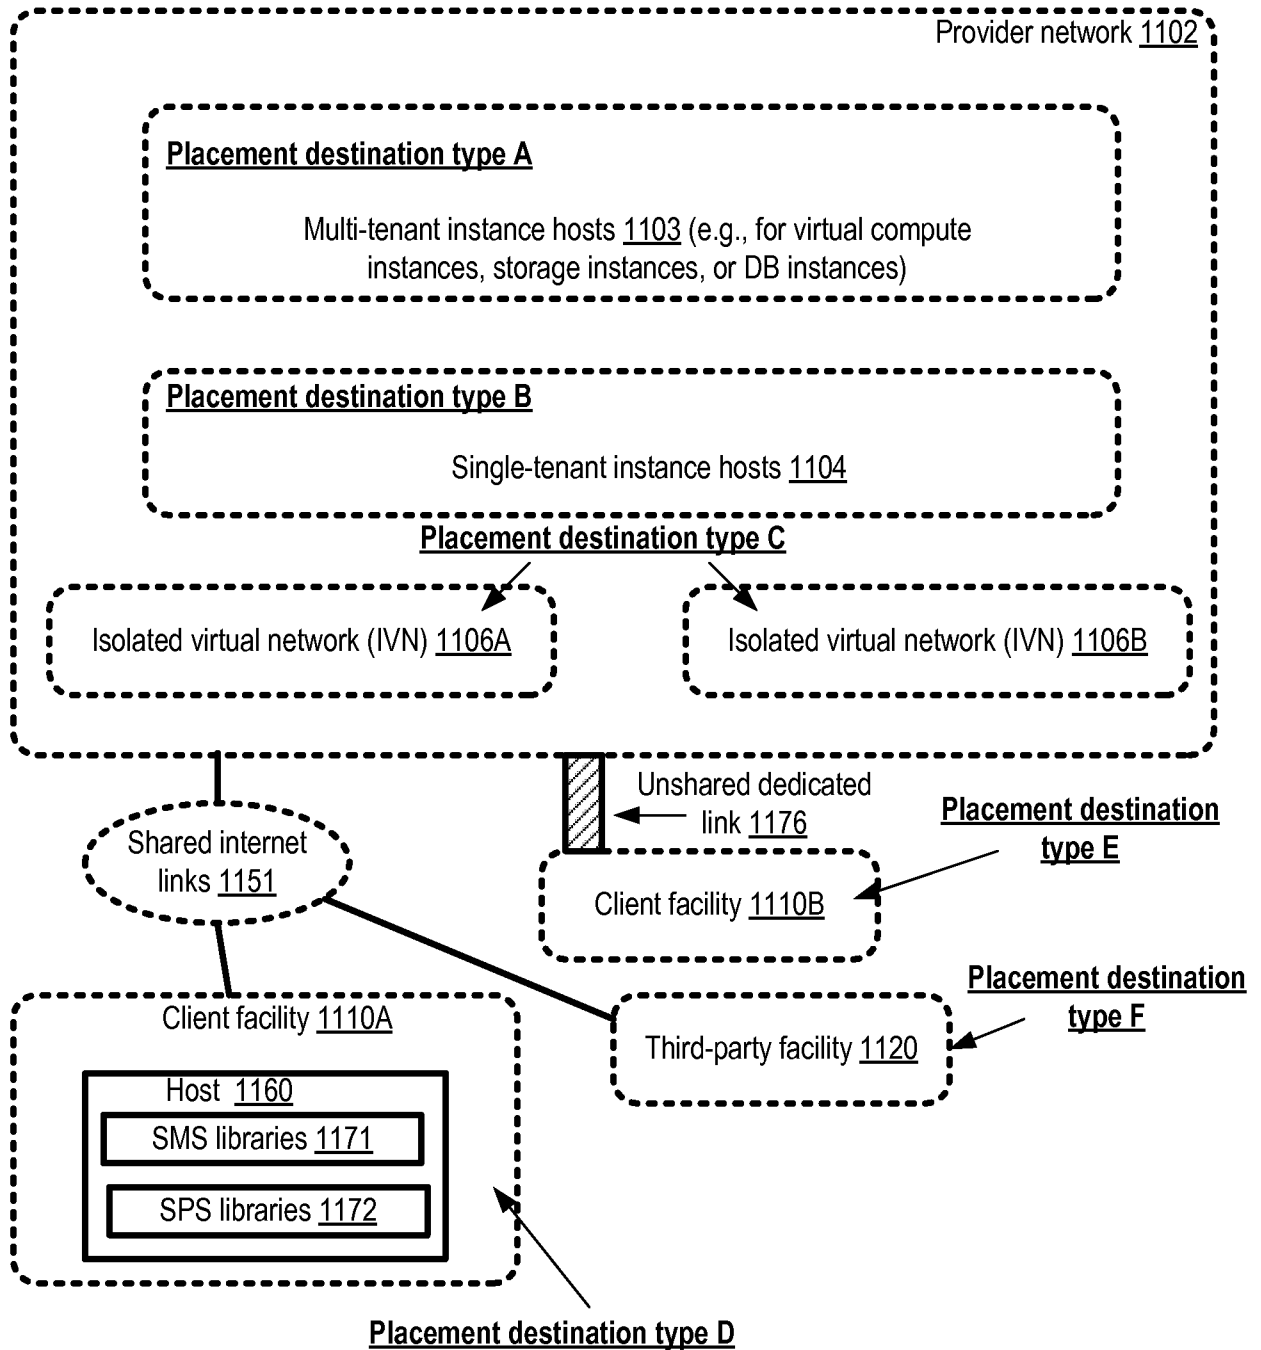 Provider network 1102
Placement destination type A
Multi-tenant instance hosts 1103 (e.g., for virtual compute
instances, storage instances, or DB instances)
Placement destination type B
Single-tenant instance hosts 1104
Placement destination type C
Isolated virtual network (IVN) 1106A
Isolated virtual network (IVN) 1106B
Shared internet
links 1151
Unshared dedicated
link 1176
Placement destination
type E
Client facility 1110B
Placement destination
type F
Third-party facility 1120
Client facility 1110A
Host 1160
SMS libraries 1171
SPS libraries 1172
Placement destination type D